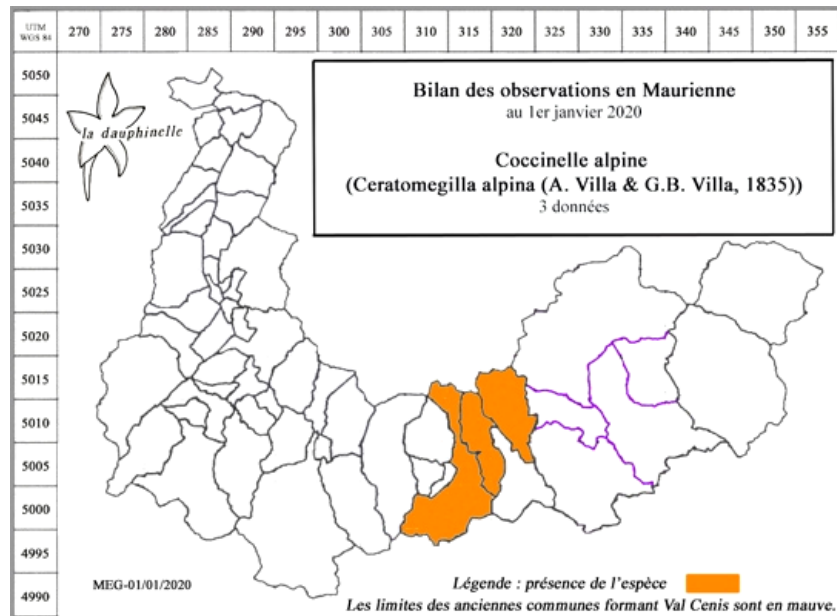 UTM
WGS 84
270 275 280 285 290 295 300 305 310 315 320 325 330 335 340 345 350 355
5050
5045
5040
5035
5030
5025
5020
5015
5010
5005
5000
4995
4990
la dauphinelle
Bilan des observations en Maurienne
au 1er janvier 2020
Coccinelle alpine
(Ceratomegilla alpina (A. Villa & G.B. Villa, 1835))
3 données
MEG-01/01/2020
Légende : présence de l'espèce
Les limites des anciennes communes formant Val Cenis sont en mauve.